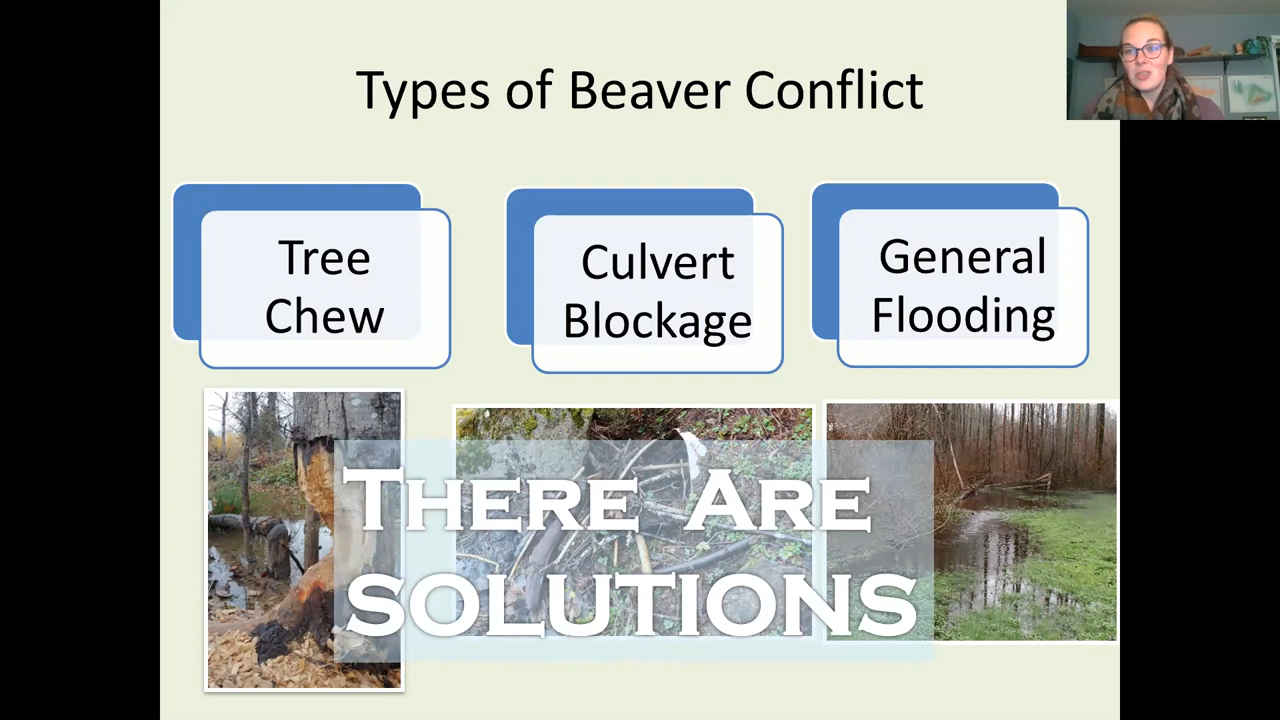 Types of Beaver Conflict
Tree
Chew
Culvert
Blockage
General
Flooding
THERE ARE
SOLUTIONS